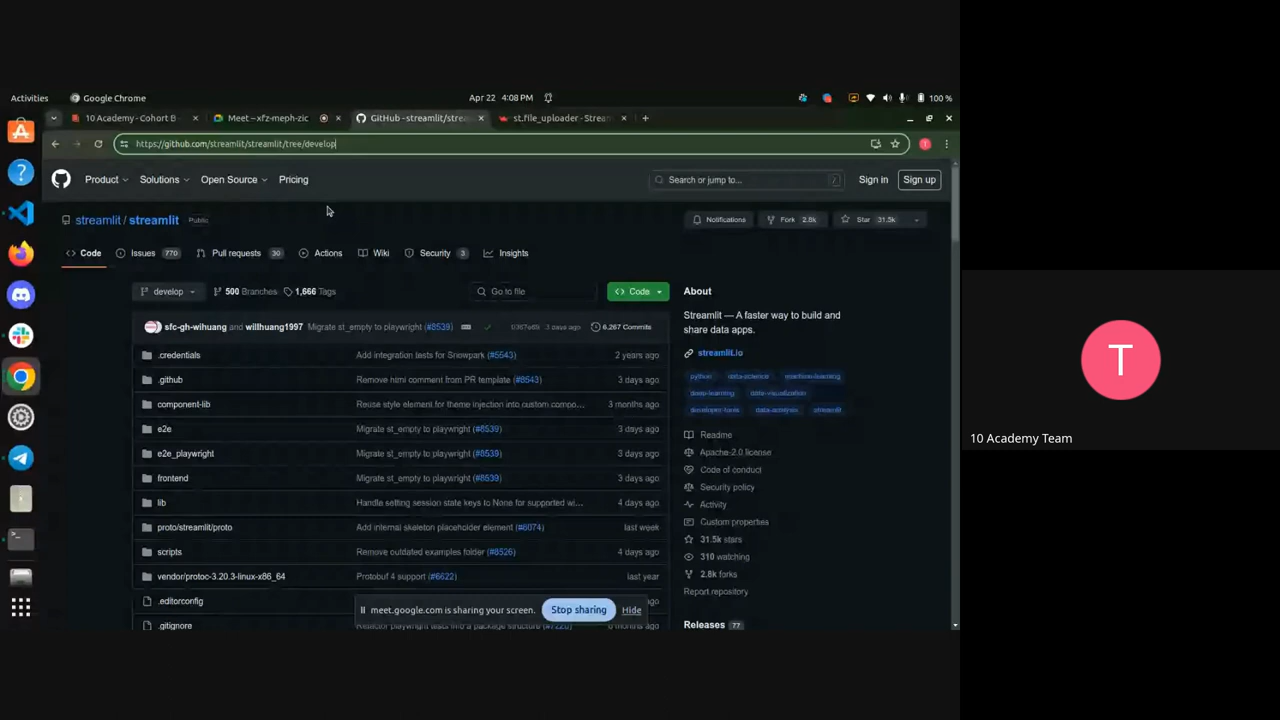 Activities
Google Chrome
Apr 22 4:08 PM
100 %
10 Academy - Cohort B
Meet – xfz-meph-zic
GitHub - streamlit/strea
st.file_uploader - Stream
https://github.com/streamlit/streamlit/tree/develop
Product
Solutions
Open Source
Pricing
Search or jump to...
/
Sign in
Sign up
streamlit / streamlit
Public
Notifications
Fork 2.8k
Star 31.5k
Code
Issues 770
Pull requests 30
Actions
Wiki
Security 3
Insights
develop
500 Branches
1,666 Tags
Go to file
Code
sfc-gh-wihuang and willhuang1997 Migrate st_empty to playwright (#8539)
3 days ago
6,267 Commits
.credentials Add integration tests for Snowpark (#5543) 2 years ago
.github Remove html comment from PR template (#8543) 3 days ago
component-lib Reuse style element for theme injection into custom compo... 3 months ago
e2e Migrate st_empty to playwright (#8539) 3 days ago
e2e_playwright Migrate st_empty to playwright (#8539) 3 days ago
frontend Migrate st_empty to playwright (#8539) 3 days ago
lib Handle setting session state keys to None for supported wi... 4 days ago
proto/streamlit/proto Add internal skeleton placeholder element (#8074) last week
scripts Remove outdated examples folder (#8526) 4 days ago
vendor/protoc-3.20.3-linux-x86_64 Protobuf 4 support (#6622) last year
.editorconfig
ago
.gitignore
months ago
About
Streamlit — A faster way to build and
share data apps.
streamlit.io
python data-science machine-learning
deep-learning data-visualization
developer-tools data-analysis streamlit
Readme
Apache-2.0 license
Code of conduct
Security policy
Activity
Custom properties
31.5k stars
310 watching
2.8k forks
Report repository
Releases 77
meet.google.com is sharing your screen.
Stop sharing
Hide
T
10 Academy Team